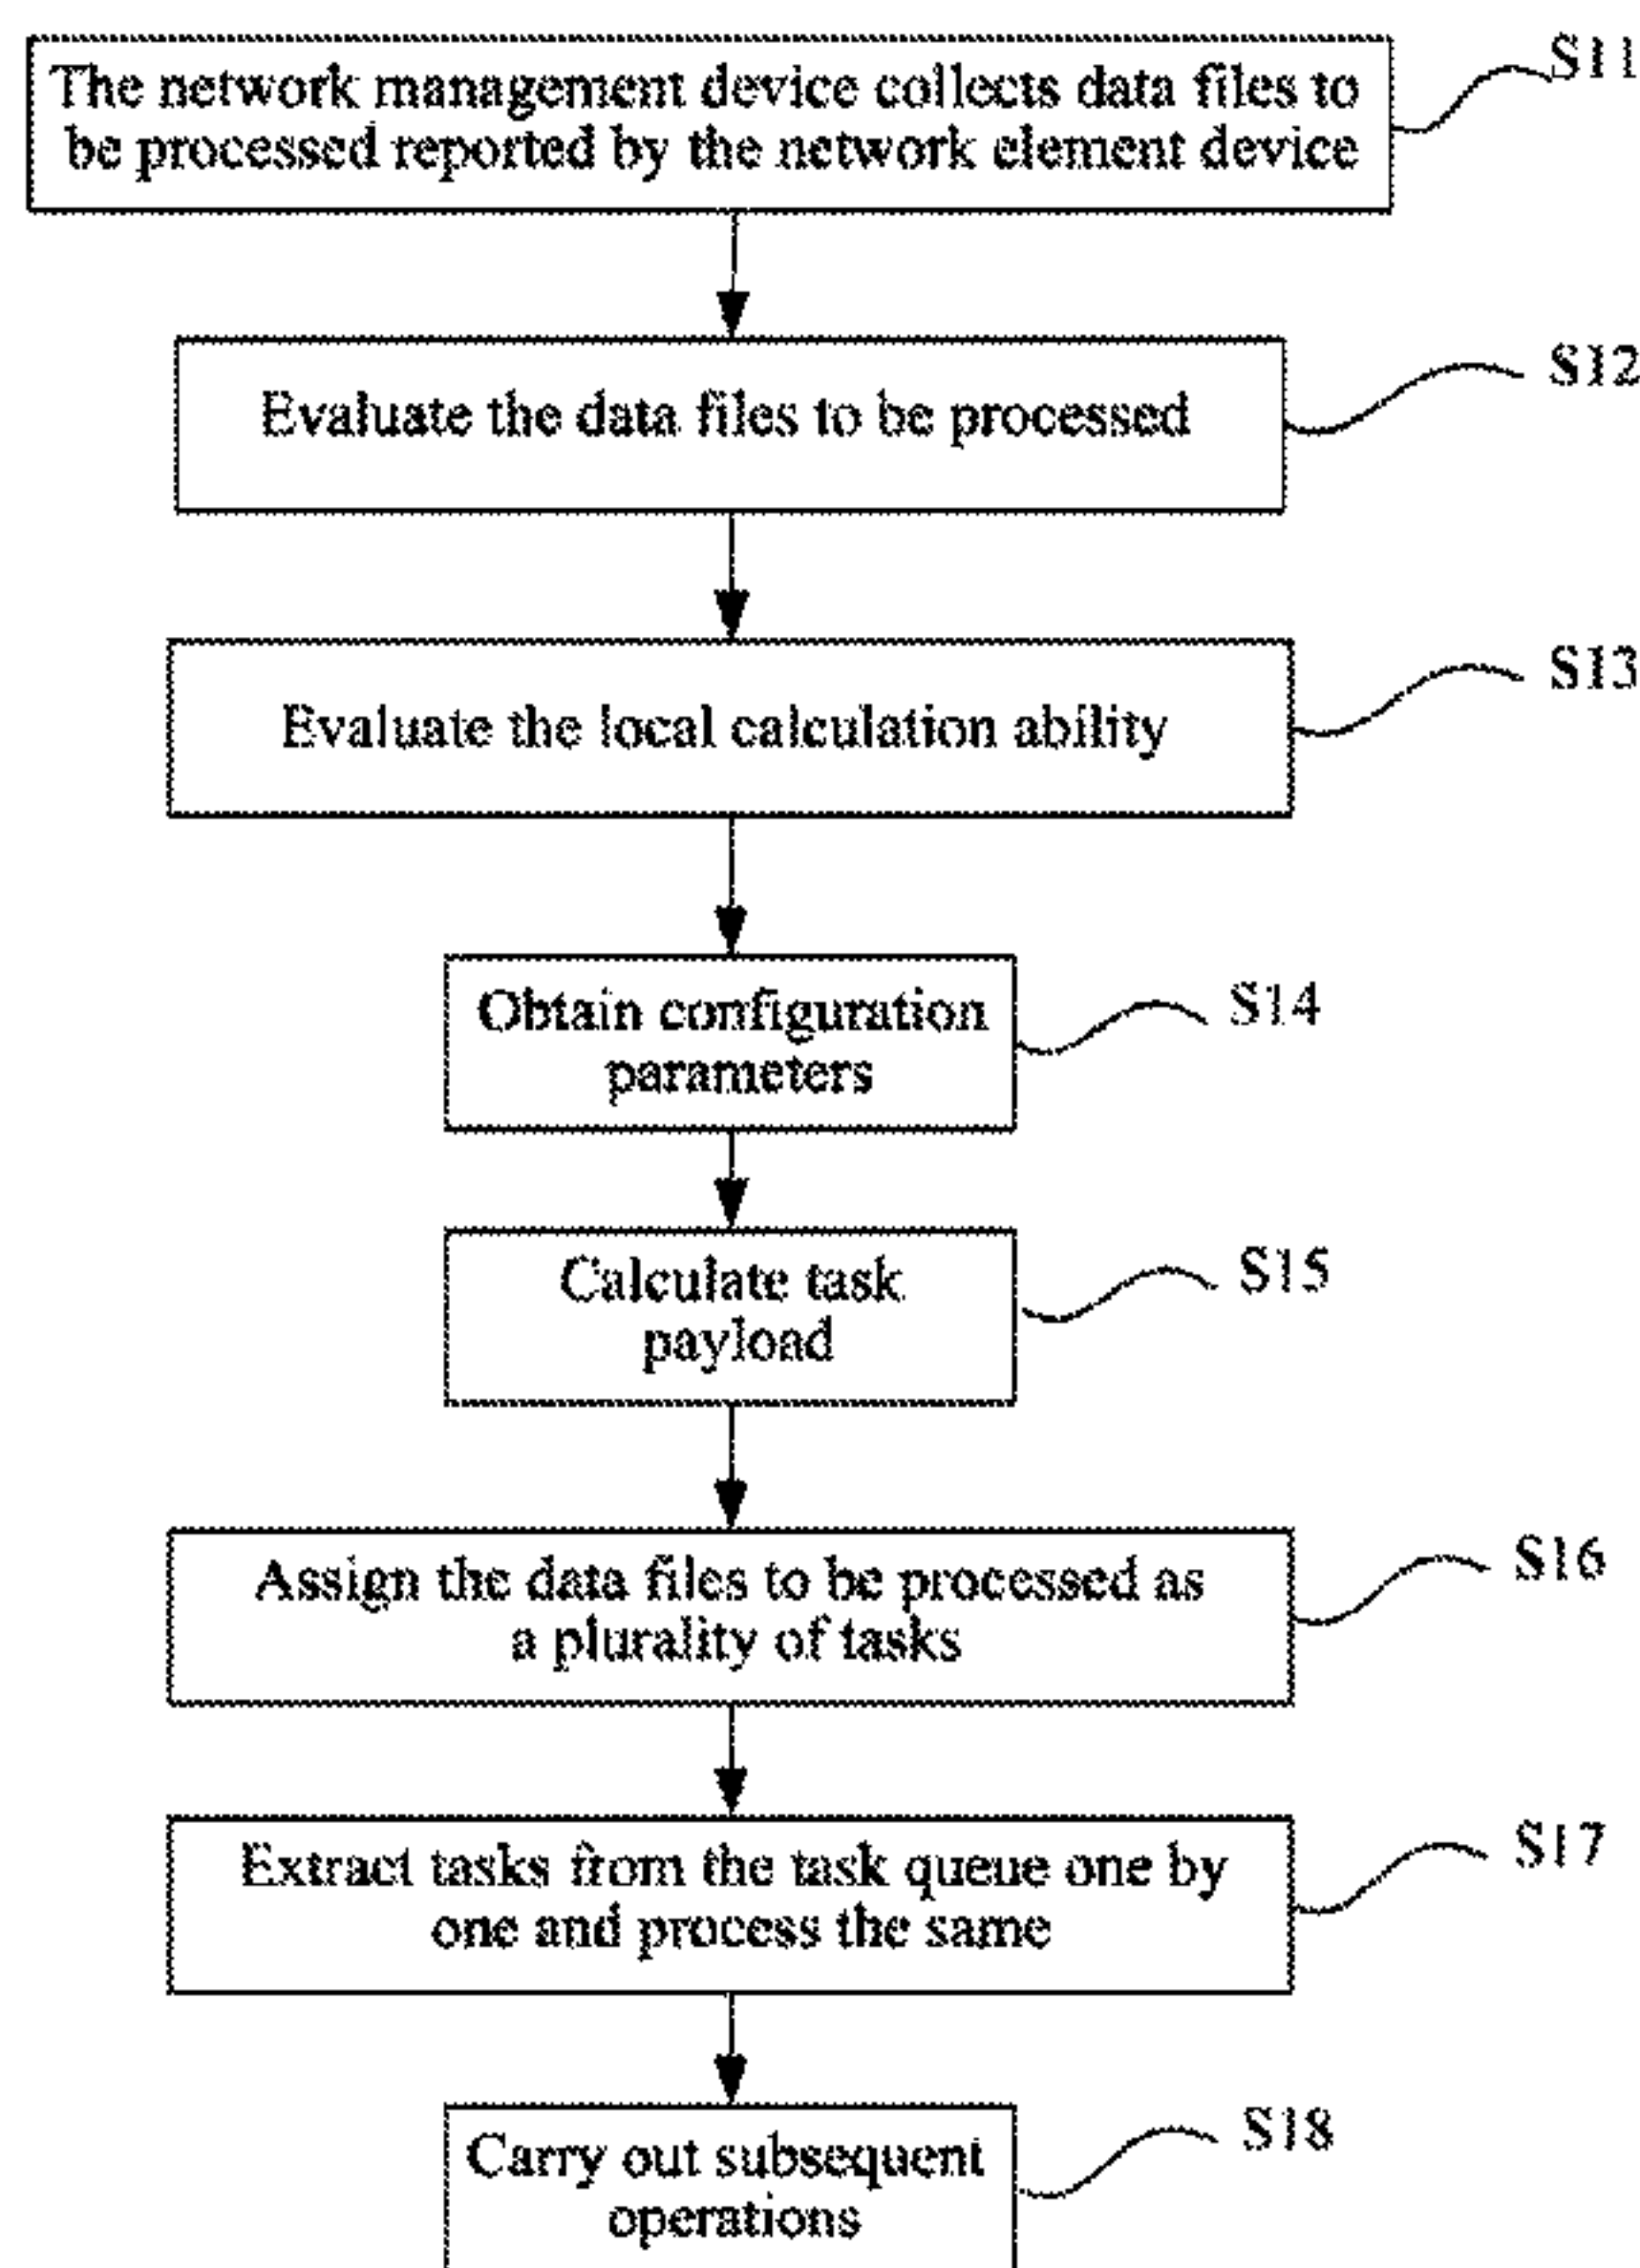 The network management device collects data files to
be processed reported by the network element device
S11
Evaluate the data files to be processed
S12
Evaluate the local calculation ability
S13
Obtain configuration
parameters
S14
Calculate task
payload
S15
Assign the data files to be processed as
a plurality of tasks
S16
Extract tasks from the task queue one by
one and process the same
S17
Carry out subsequent
operations
S18